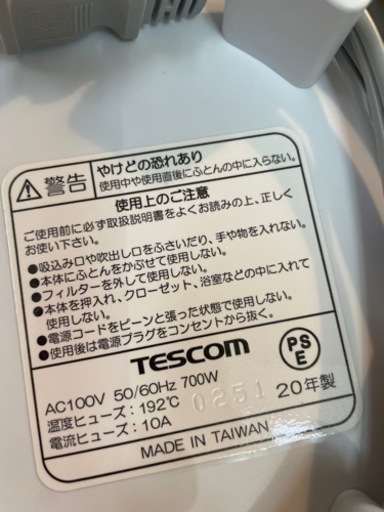 ⚠警告
やけどの恐れあり
使用中や使用直後にふとんの中に入らない。
使用上のご注意
ご使用前に必ず取扱説明書をよくお読みの上、正しく
お使い下さい。
●吸込み口や吹出し口をふさいだり、手や物を入れない。
●本体にふとんをかぶせて使用しない。
●フィルターを外して使用しない。
●本体を押入れ、クローゼット、浴室などの中に入れて
使用しない。
●電源コードをピーンと張った状態で使用しない。
●使用後は電源プラグをコンセントから抜く。
TESCOM
PSE
AC100V 50/60Hz 700W
温度ヒューズ:192℃
電流ヒューズ:10A
0251
20年製
MADE IN TAIWAN